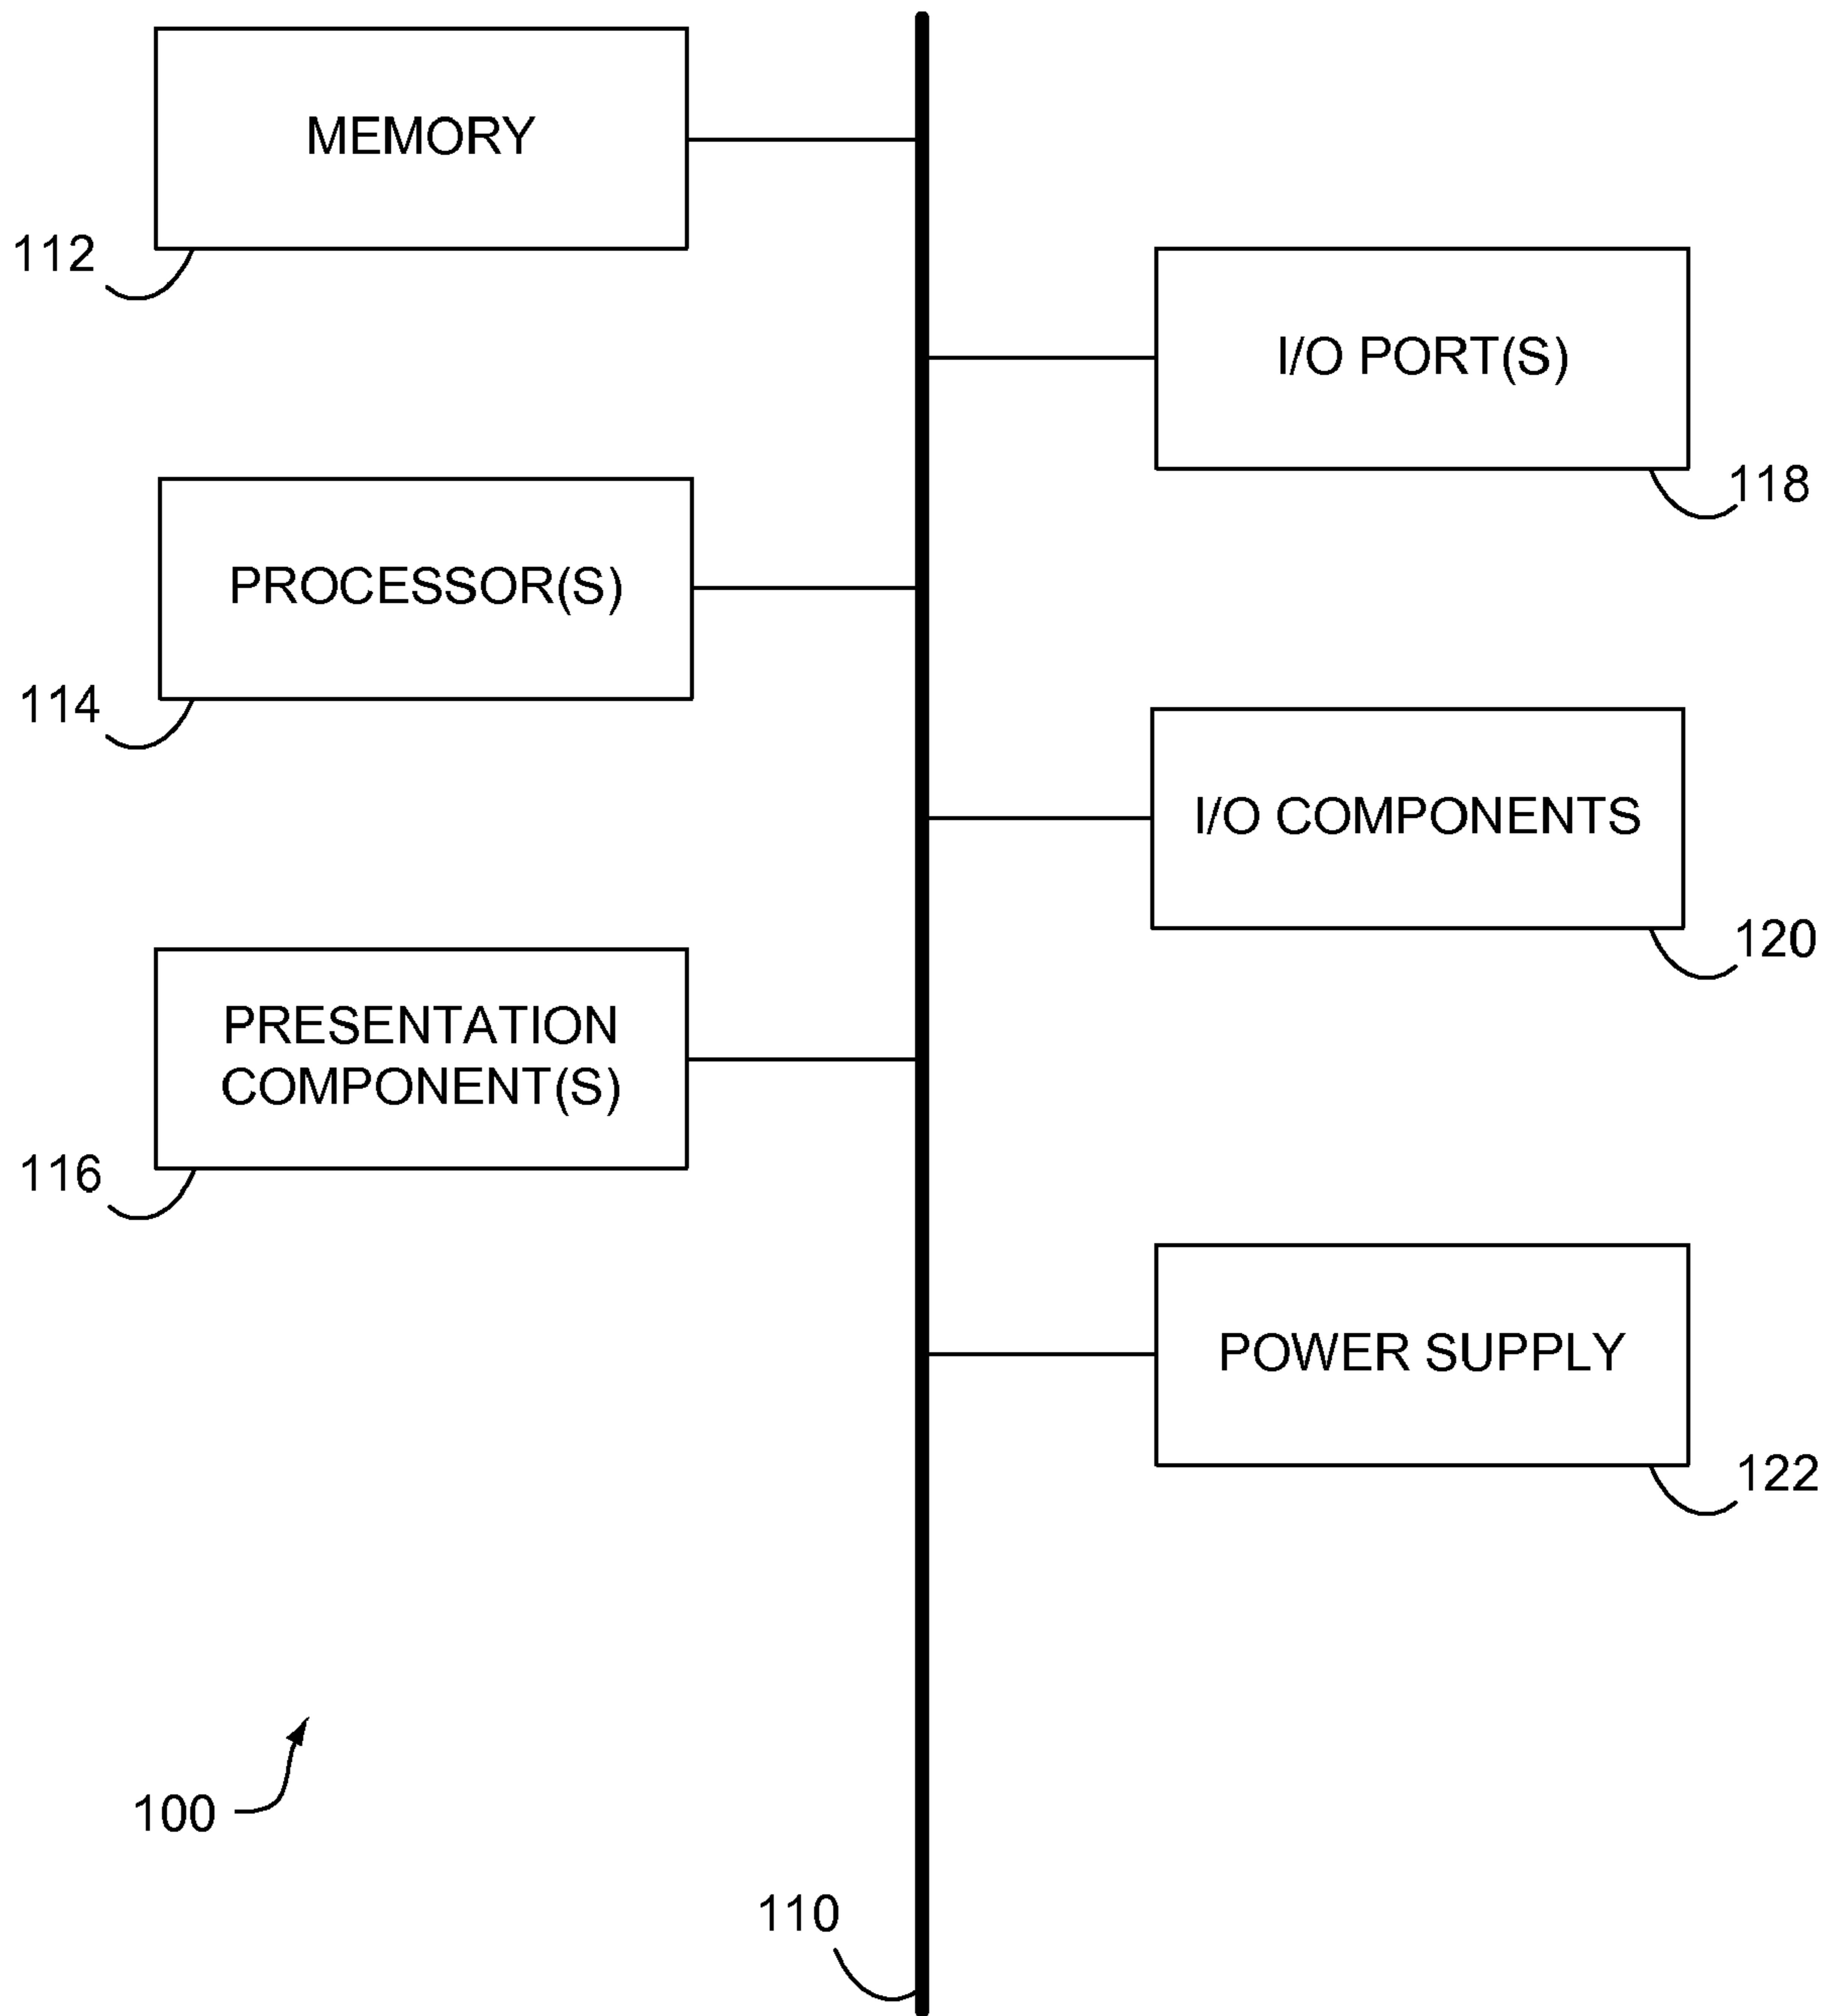 MEMORY
112
I/O PORT(S)
118
PROCESSOR(S)
114
I/O COMPONENTS
120
PRESENTATION
COMPONENT(S)
116
POWER SUPPLY
122
100
110